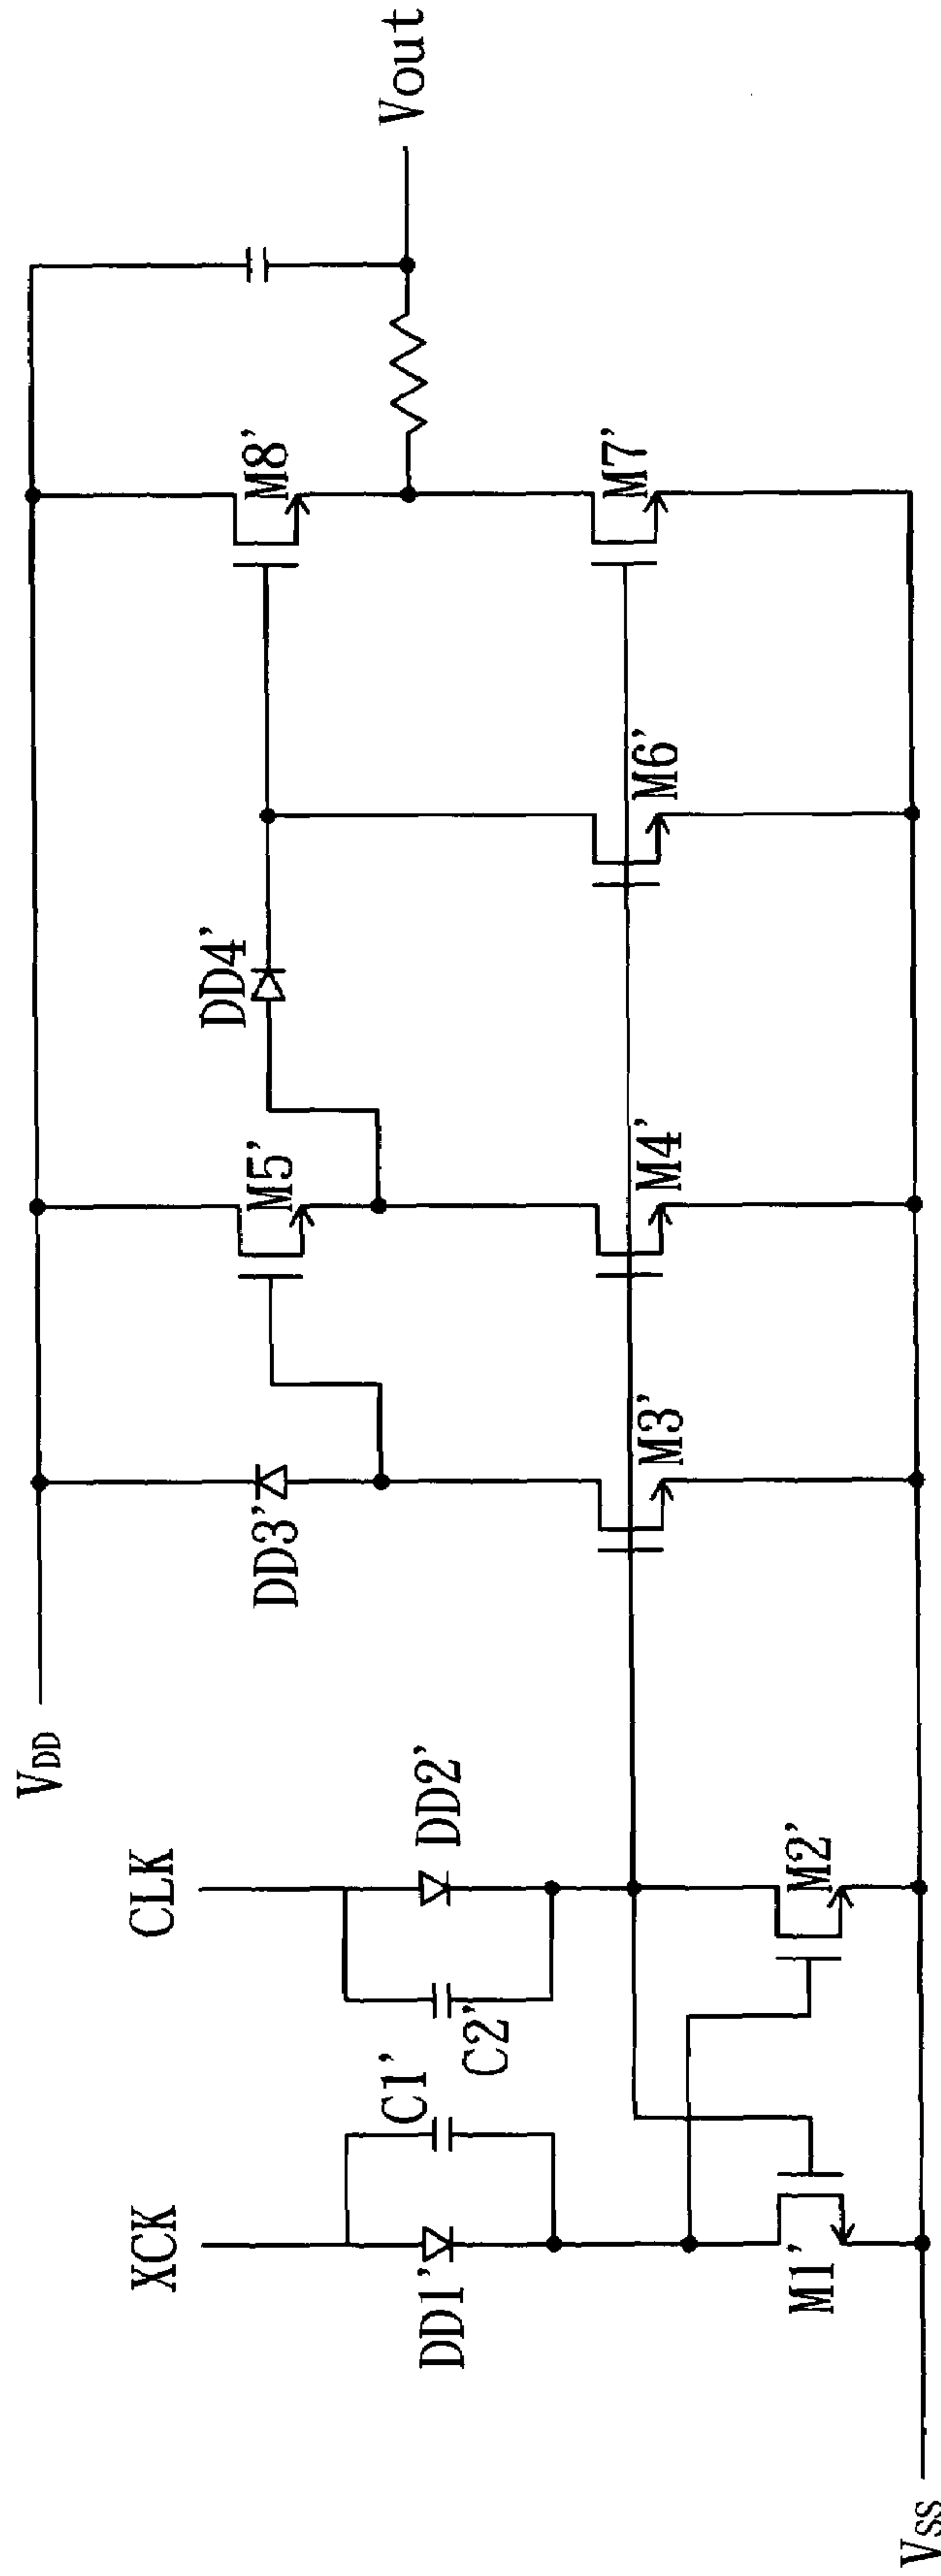 Vout
M8'
M7'
M6'
DD4'
M5'
M4'
DD3'
M3'
VDD
CLK
DD2'
C2'
M2'
XCK
C1'
DD1'
M1'
VSS